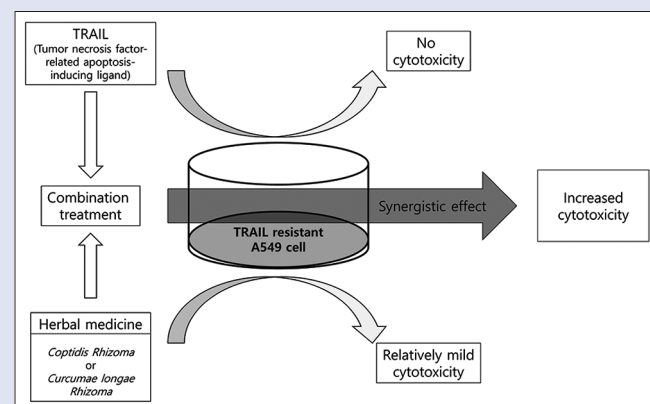 TRAIL
(Tumor necrosis factor-
related apoptosis-
inducing ligand)
No
cytotoxicity
Combination
treatment
Synergistic effect
Increased
cytotoxicity
TRAIL resistant
A549 cell
Herbal medicine
Coptidis Rhizoma
or
Curcumae longae
Rhizoma
Relatively mild
cytotoxicity